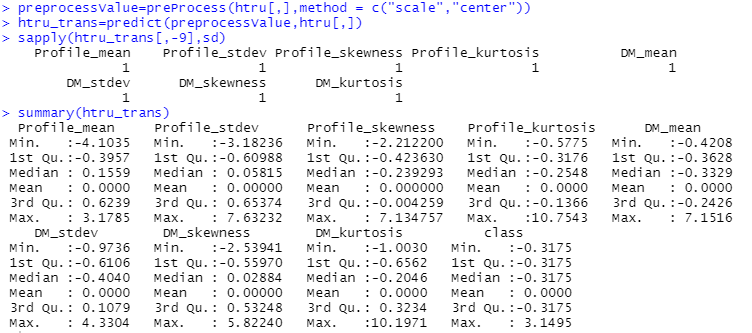 > preprocessValue=preProcess(htru[,],method = c("scale","center"))
> htru_trans=predict(preprocessValue,htru[,])
> sapply(htru_trans[,-9],sd)
Profile_mean Profile_stdev Profile_skewness Profile_kurtosis DM_mean
1 1 1 1 1
DM_stdev DM_skewness DM_kurtosis
1 1 1
> summary(htru_trans)
Profile_mean Profile_stdev Profile_skewness Profile_kurtosis DM_mean
Min. :-4.1035 Min. :-3.18236 Min. :-2.212200 Min. :-0.5775 Min. :-0.4208
1st Qu.:-0.3957 1st Qu.:-0.60988 1st Qu.:-0.423630 1st Qu.:-0.3176 1st Qu.:-0.3628
Median : 0.1559 Median : 0.05815 Median :-0.239293 Median :-0.2548 Median :-0.3329
Mean : 0.0000 Mean : 0.00000 Mean : 0.000000 Mean : 0.0000 Mean : 0.0000
3rd Qu.: 0.6239 3rd Qu.: 0.65374 3rd Qu.:-0.004259 3rd Qu.:-0.1366 3rd Qu.:-0.2426
Max. : 3.1785 Max. : 7.63232 Max. : 7.134757 Max. :10.7543 Max. : 7.1516
DM_stdev DM_skewness DM_kurtosis class
Min. :-0.9736 Min. :-2.53941 Min. :-1.0030 Min. :-0.3175
1st Qu.:-0.6106 1st Qu.:-0.55970 1st Qu.:-0.6562 1st Qu.:-0.3175
Median :-0.4040 Median : 0.02884 Median :-0.2046 Median :-0.3175
Mean : 0.0000 Mean : 0.00000 Mean : 0.0000 Mean : 0.0000
3rd Qu.: 0.1079 3rd Qu.: 0.53248 3rd Qu.: 0.3234 3rd Qu.:-0.3175
Max. : 4.3304 Max. : 5.82240 Max. :10.1971 Max. : 3.1495